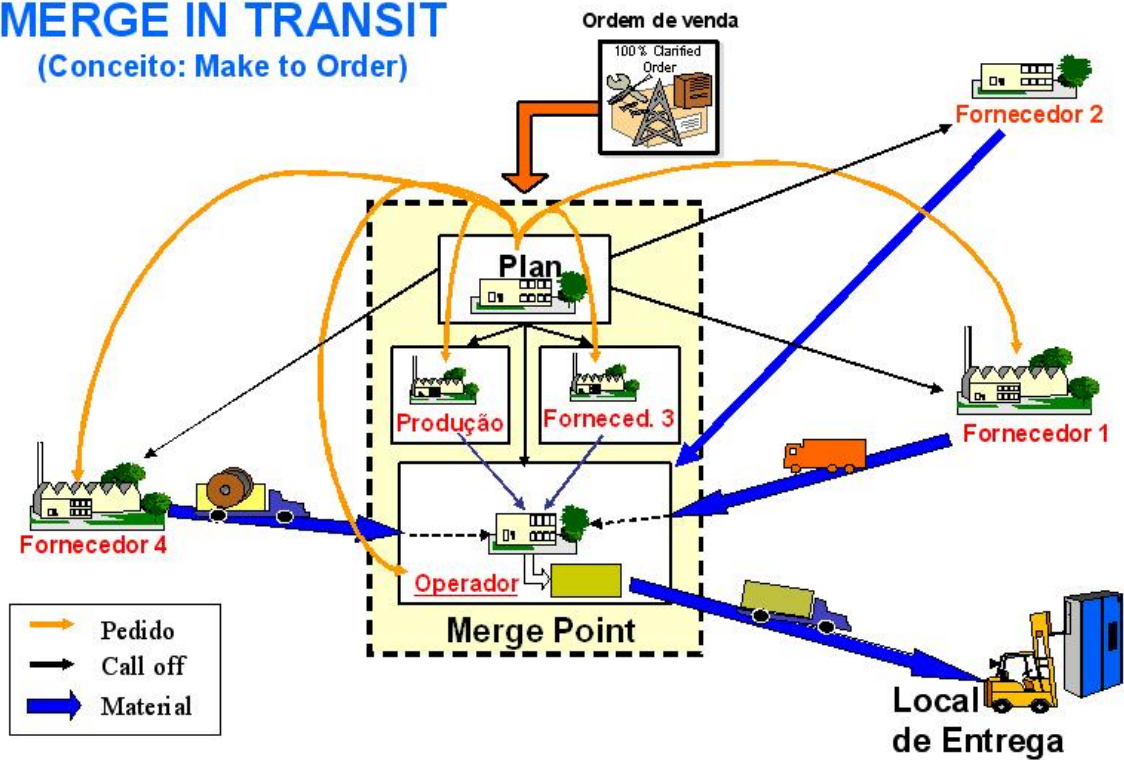 MERGE IN TRANSIT
(Conceito: Make to Order)
Ordem de venda
100% Clarified
Order
Fornecedor 2
Plan
Produção
Forneced. 3
Fornecedor 1
Fornecedor 4
Operador
Merge Point
Pedido
Call off
Material
Local
de Entrega